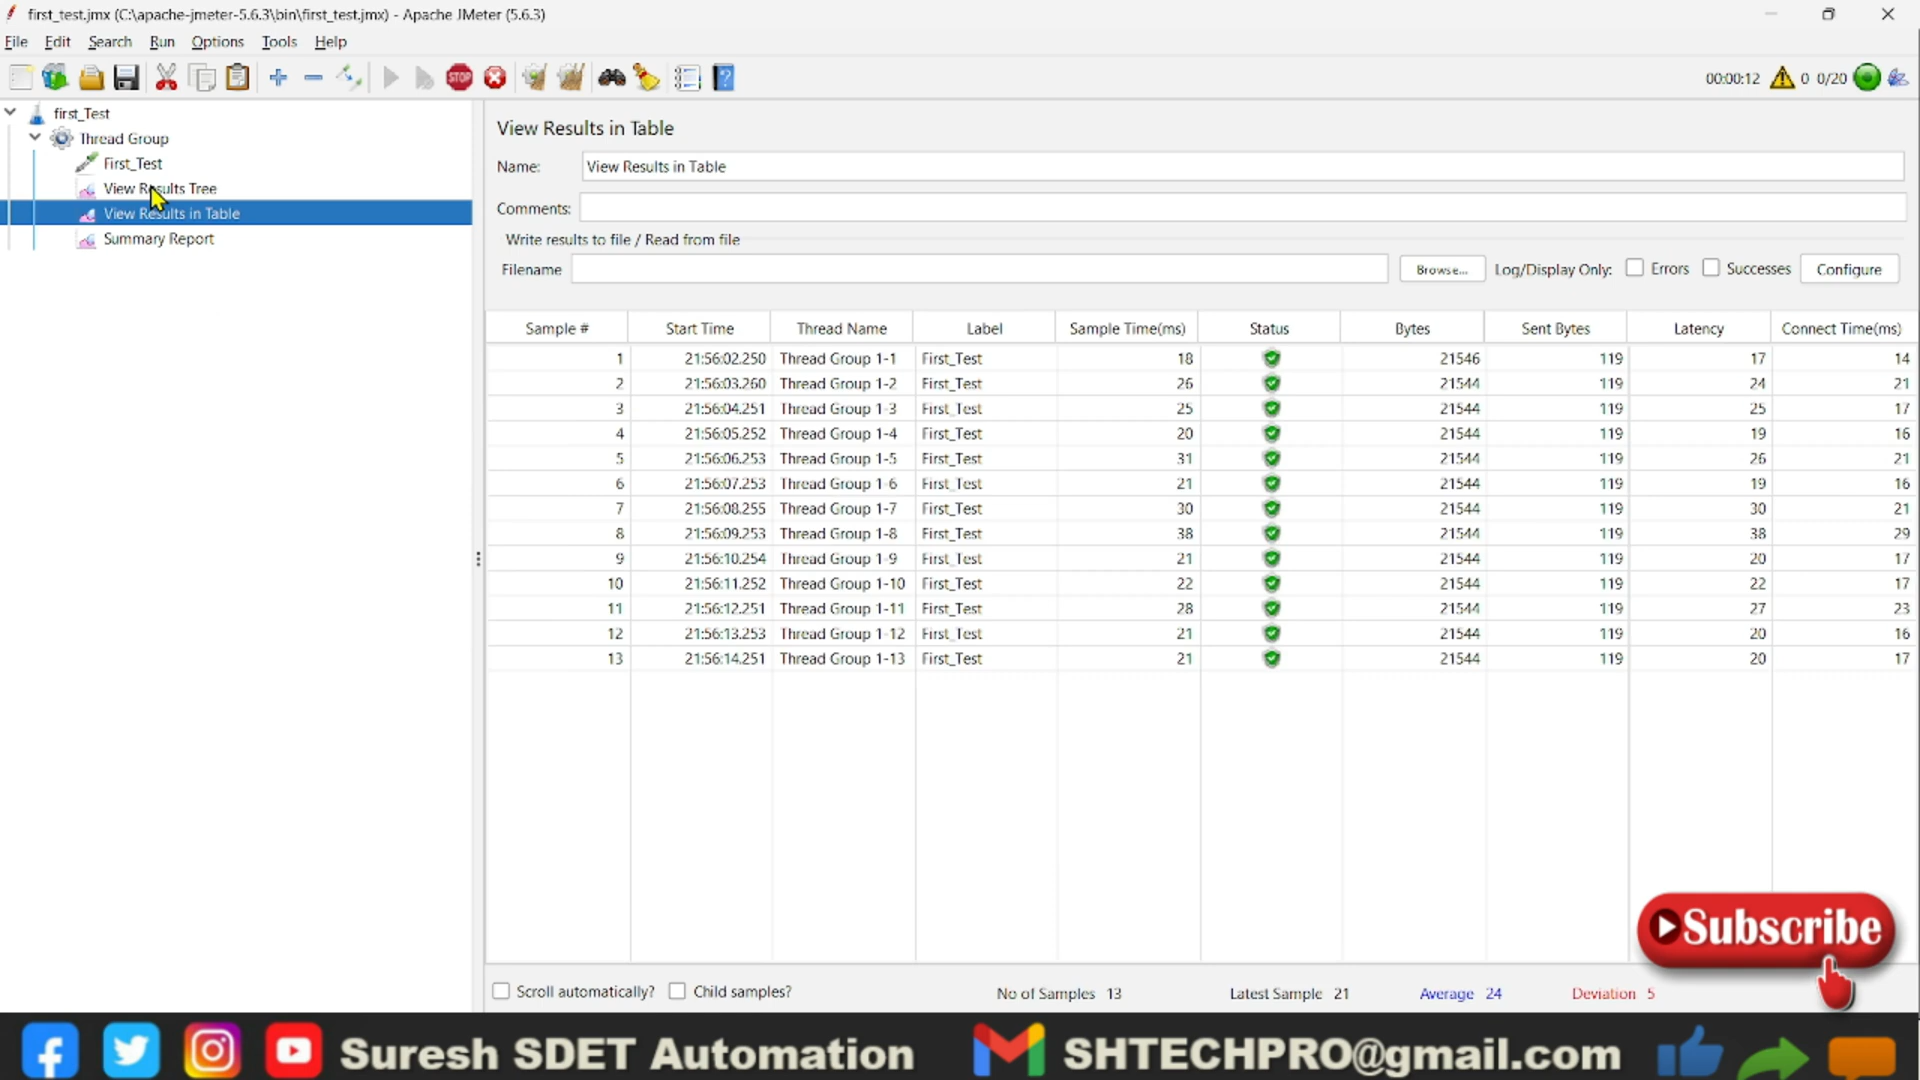 first_test.jmx (C:\apache-jmeter-5.6.3\bin\first_test.jmx) - Apache JMeter (5.6.3)
File Edit Search Run Options Tools Help
STOP 00:00:12 0 0/20
first_Test
Thread Group
First_Test
View Results Tree
View Results in Table
Summary Report
View Results in Table
Name: View Results in Table
Comments:
Write results to file / Read from file
Filename Browse... Log/Display Only: Errors Successes Configure
Sample # Start Time Thread Name Label Sample Time(ms) Status Bytes Sent Bytes Latency Connect Time(ms)
1 21:56:02.250 Thread Group 1-1 First_Test 18 21546 119 17 14
2 21:56:03.260 Thread Group 1-2 First_Test 26 21544 119 24 21
3 21:56:04.251 Thread Group 1-3 First_Test 25 21544 119 25 17
4 21:56:05.252 Thread Group 1-4 First_Test 20 21544 119 19 16
5 21:56:06.253 Thread Group 1-5 First_Test 31 21544 119 26 21
6 21:56:07.253 Thread Group 1-6 First_Test 21 21544 119 19 16
7 21:56:08.255 Thread Group 1-7 First_Test 30 21544 119 30 21
8 21:56:09.253 Thread Group 1-8 First_Test 38 21544 119 38 29
9 21:56:10.254 Thread Group 1-9 First_Test 21 21544 119 20 17
10 21:56:11.252 Thread Group 1-10 First_Test 22 21544 119 22 17
11 21:56:12.251 Thread Group 1-11 First_Test 28 21544 119 27 23
12 21:56:13.253 Thread Group 1-12 First_Test 21 21544 119 20 16
13 21:56:14.251 Thread Group 1-13 First_Test 21 21544 119 20 17
Subscribe
Scroll automatically? Child samples? No of Samples 13 Latest Sample 21 Average 24 Deviation 5
Suresh SDET Automation SHTECHPRO@gmail.com